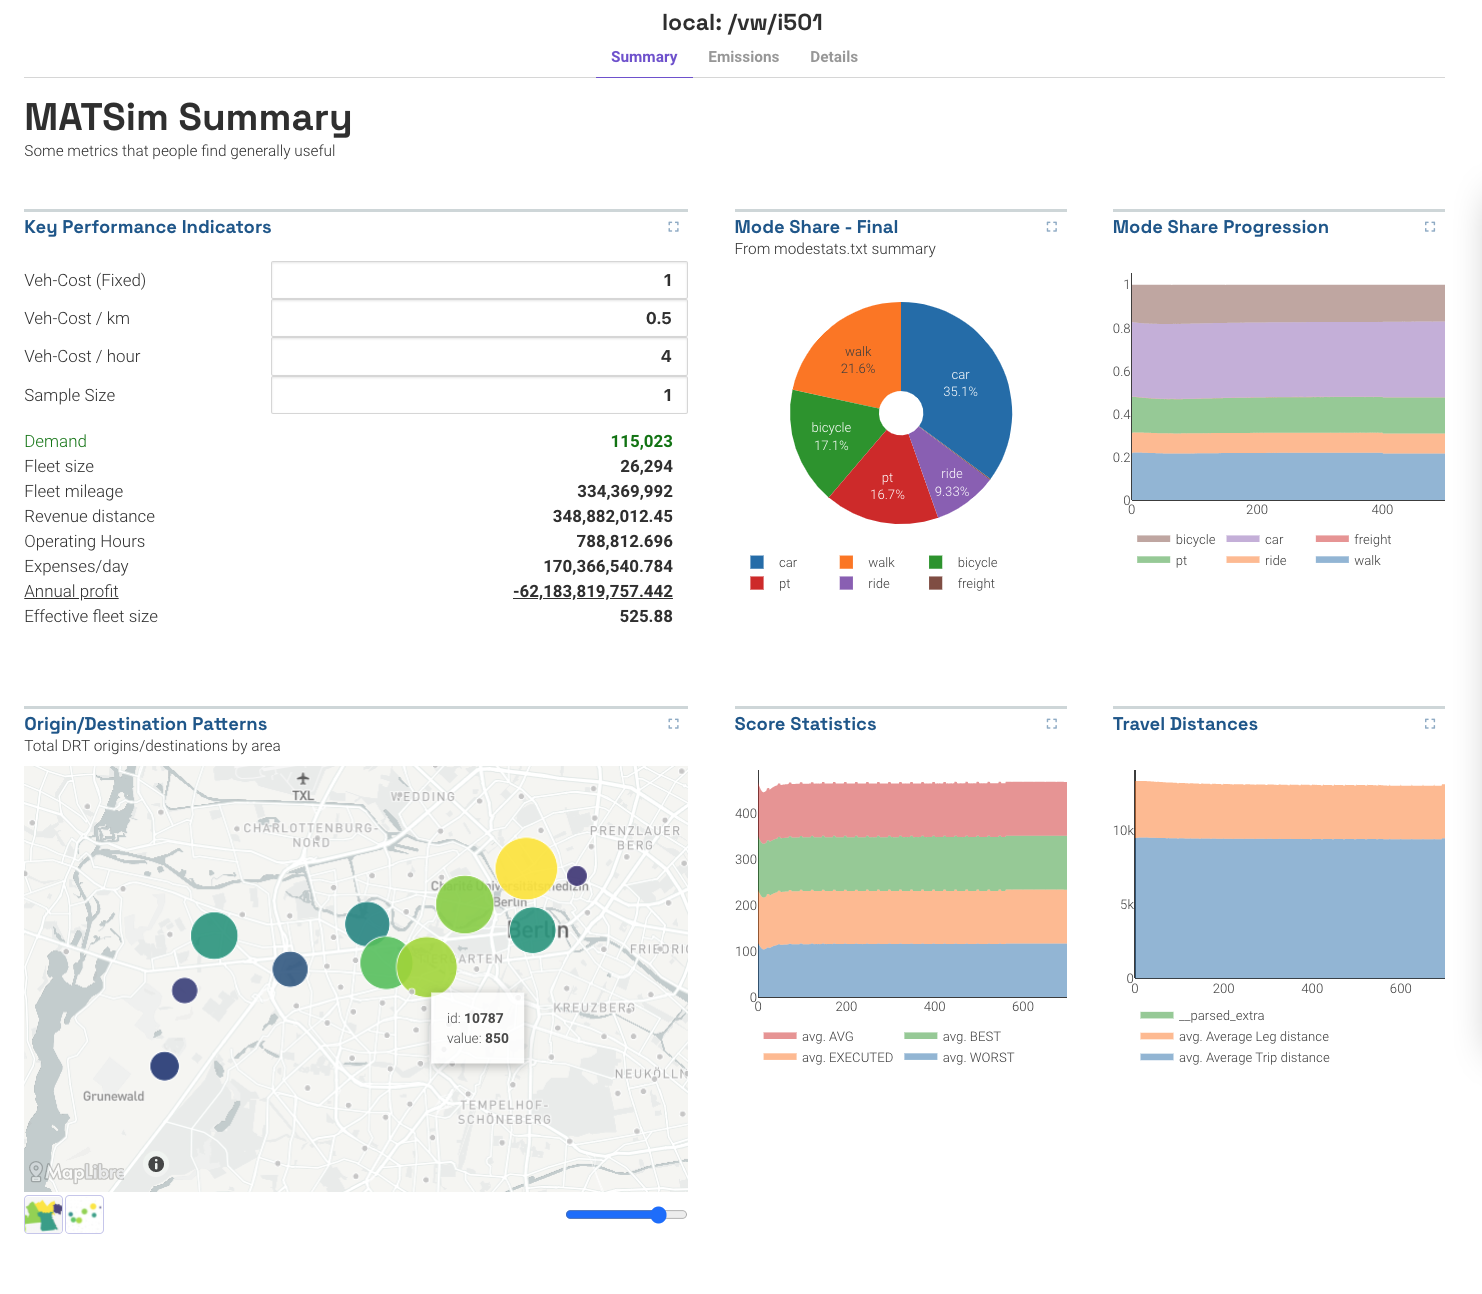 local: /vw/i501
Summary Emissions Details
MATSim Summary
Some metrics that people find generally useful
Key Performance Indicators
Veh-Cost (Fixed) 1
Veh-Cost / km 0.5
Veh-Cost / hour 4
Sample Size 1
Demand 115,023
Fleet size 26,294
Fleet mileage 334,369,992
Revenue distance 348,882,012.45
Operating Hours 788,812.696
Expenses/day 170,366,540.784
Annual profit -62,183,819,757.442
Effective fleet size 525.88
Mode Share - Final
From modestats.txt summary
walk
21.6%
car
35.1%
bicycle
17.1%
pt
16.7%
ride
9.33%
car walk bicycle
pt ride freight
Mode Share Progression
1
0.8
0.6
0.4
0.2
0
0 200 400
bicycle car freight
pt ride walk
Origin/Destination Patterns
Total DRT origins/destinations by area
TXL
WEDDING
CHARLOTTENBURG-
NORD
PRENZLAUER
BERG
Charité Universitätsmedizin
Berlin
Berlin
GARTEN
FRIEDRIC
KREUZBERG
id: 10787
value: 850
NEUKÖLLN
Grunewald
TEMPELHOF-
SCHÖNEBERG
MapLibre
Score Statistics
400
300
200
100
0
0 200 400 600
avg. AVG avg. BEST
avg. EXECUTED avg. WORST
Travel Distances
10k
5k
0
0 200 400 600
__parsed_extra
avg. Average Leg distance
avg. Average Trip distance